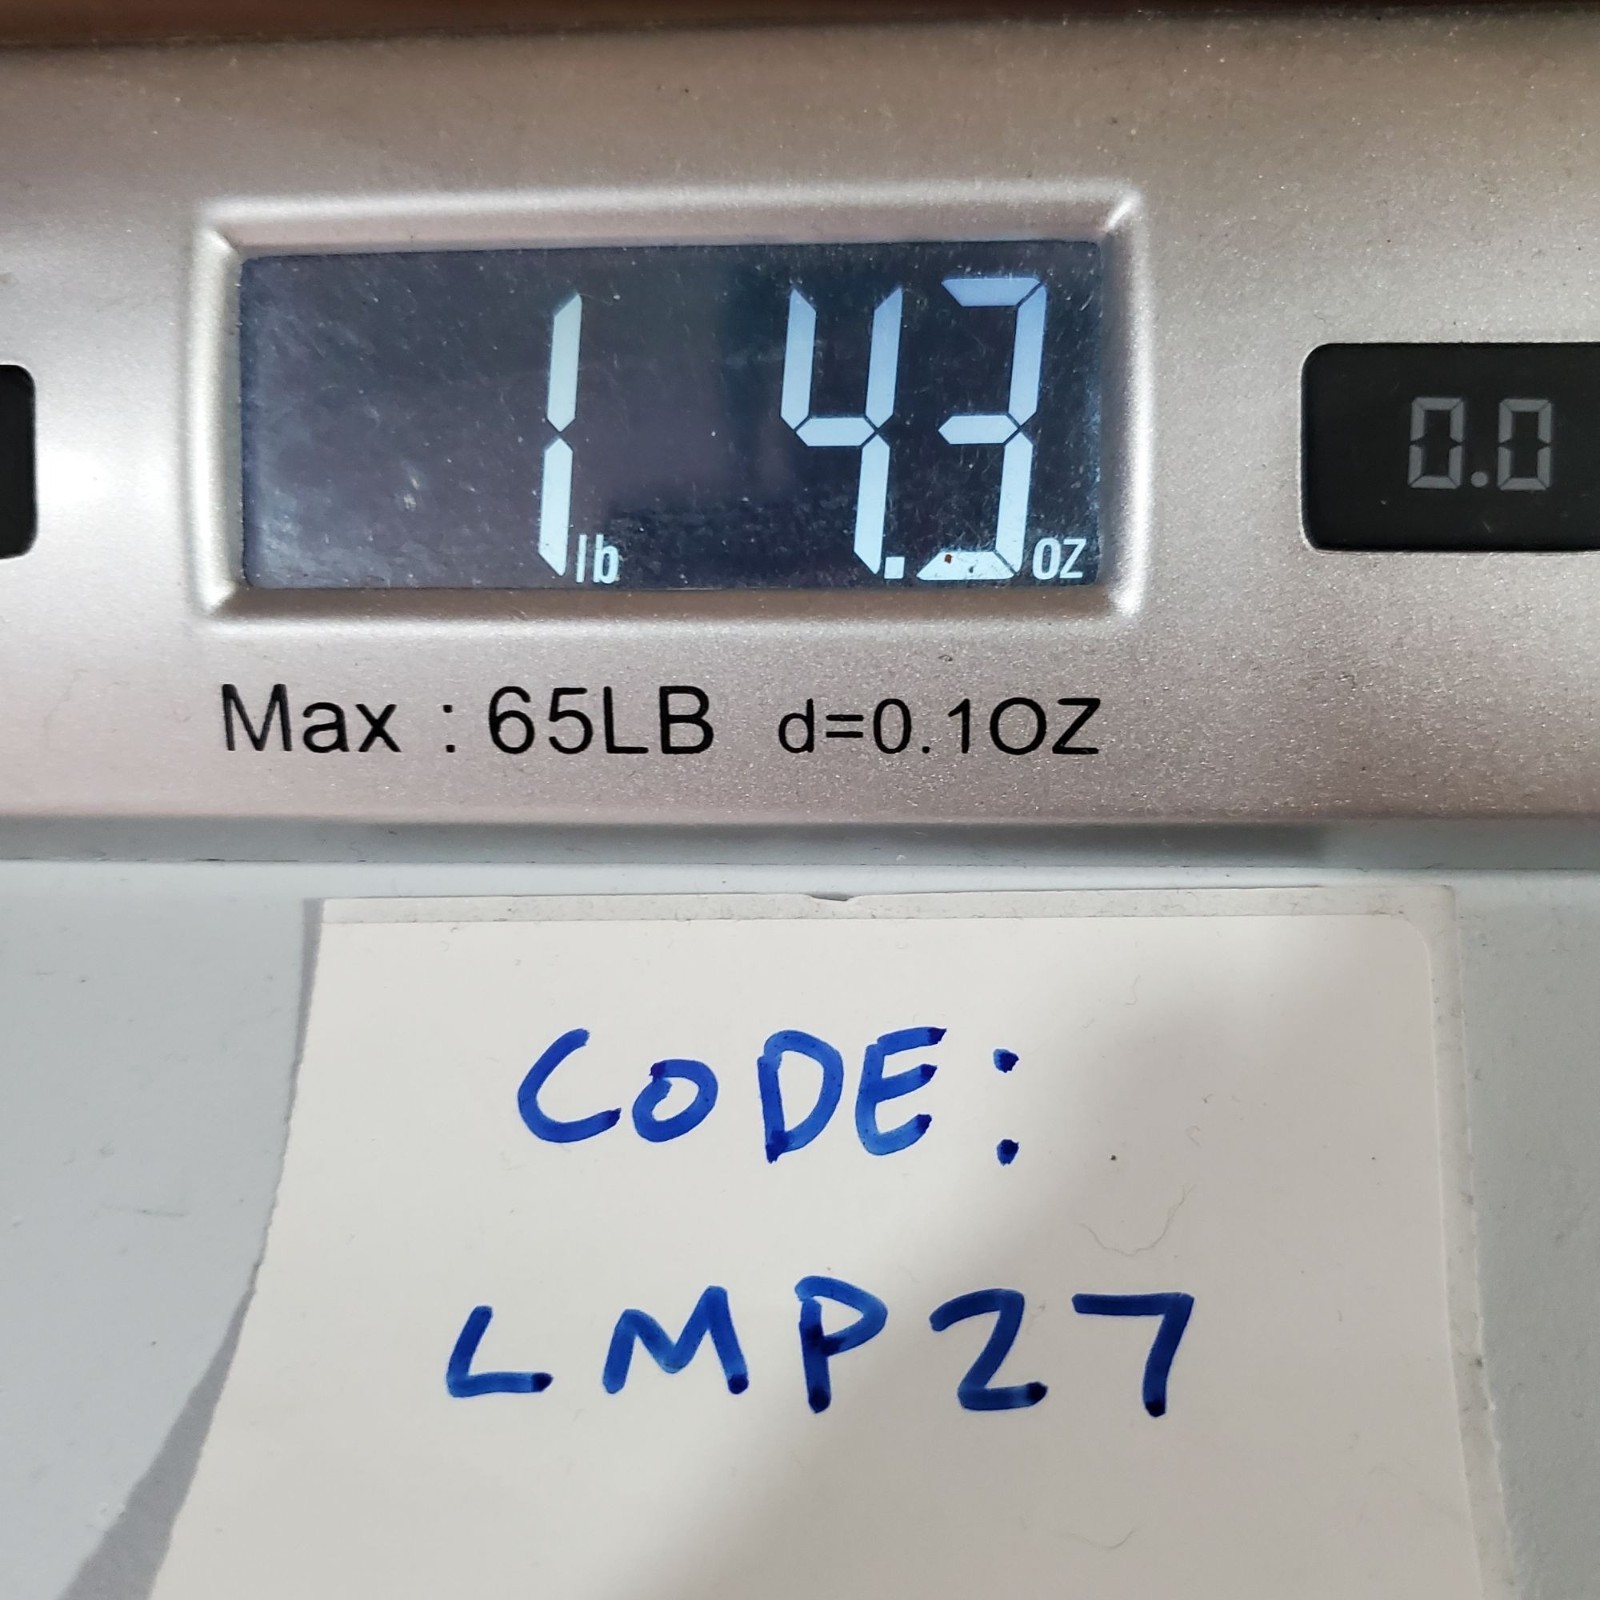 1 lb 4.3 oz
0.0
Max : 65LB d=0.1OZ
CODE:
LMP27